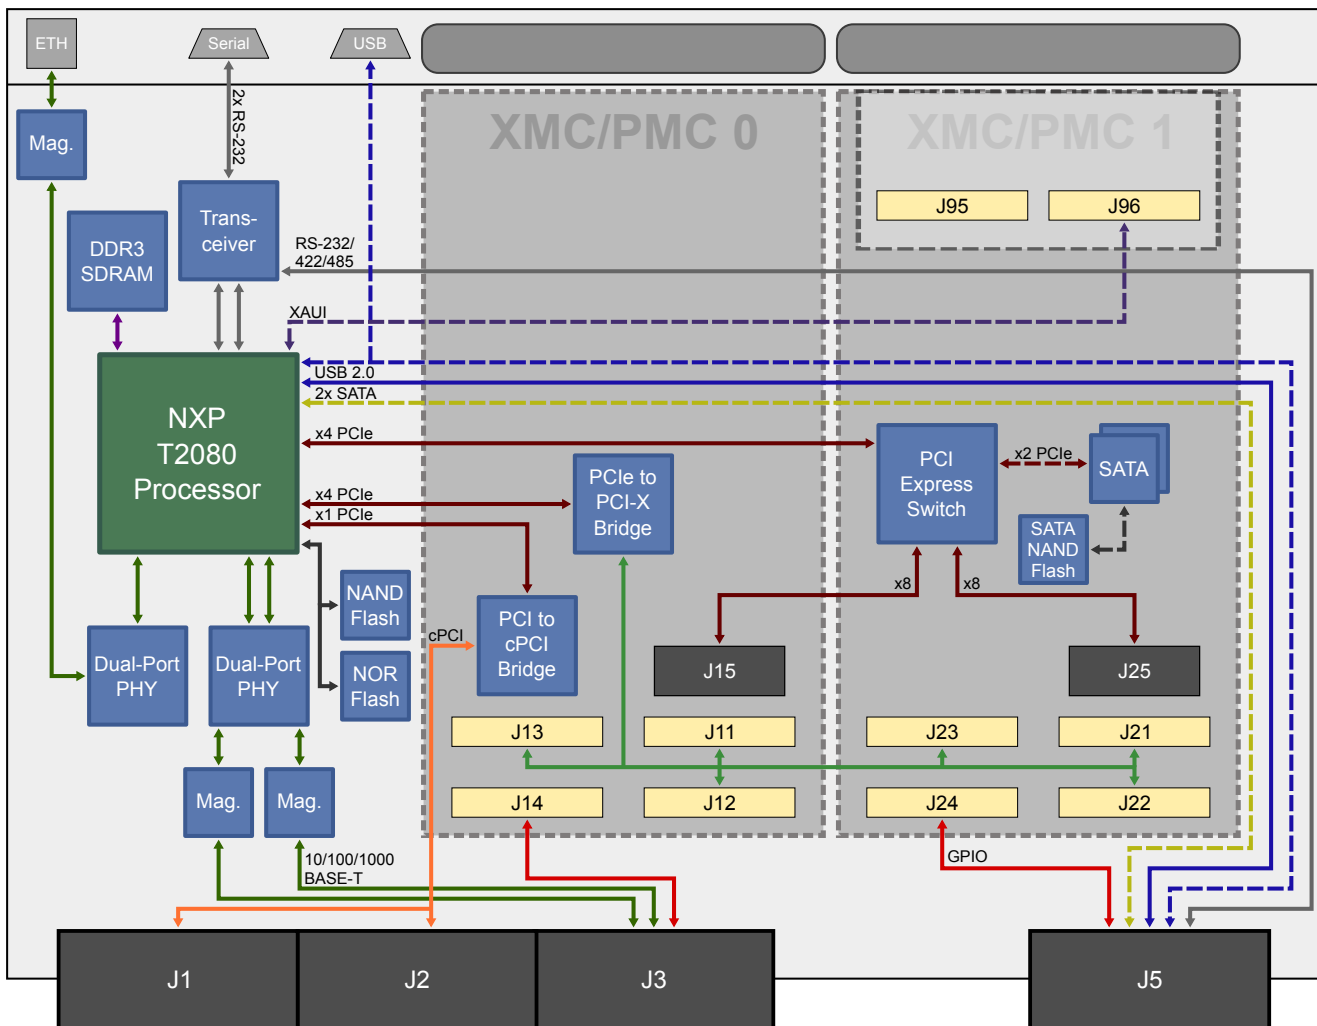 ETH
Serial
USB
2x RS-232
XMC/PMC 0
XMC/PMC 1
Mag.
J95
J96
Trans-
ceiver
DDR3
SDRAM
RS-232/
422/485
XAUI
USB 2.0
2x SATA
NXP
T2080
Processor
x4 PCIe
x4 PCIe
x1 PCIe
PCIe to
PCI-X
Bridge
PCI
Express
Switch
x2 PCIe
SATA
SATA
NAND
Flash
x8
x8
NAND
Flash
NOR
Flash
cPCI
PCI to
cPCI
Bridge
Dual-Port
PHY
Dual-Port
PHY
J15
J25
J13
J11
J23
J21
J14
J12
J24
J22
Mag.
Mag.
10/100/1000
BASE-T
GPIO
J1
J2
J3
J5